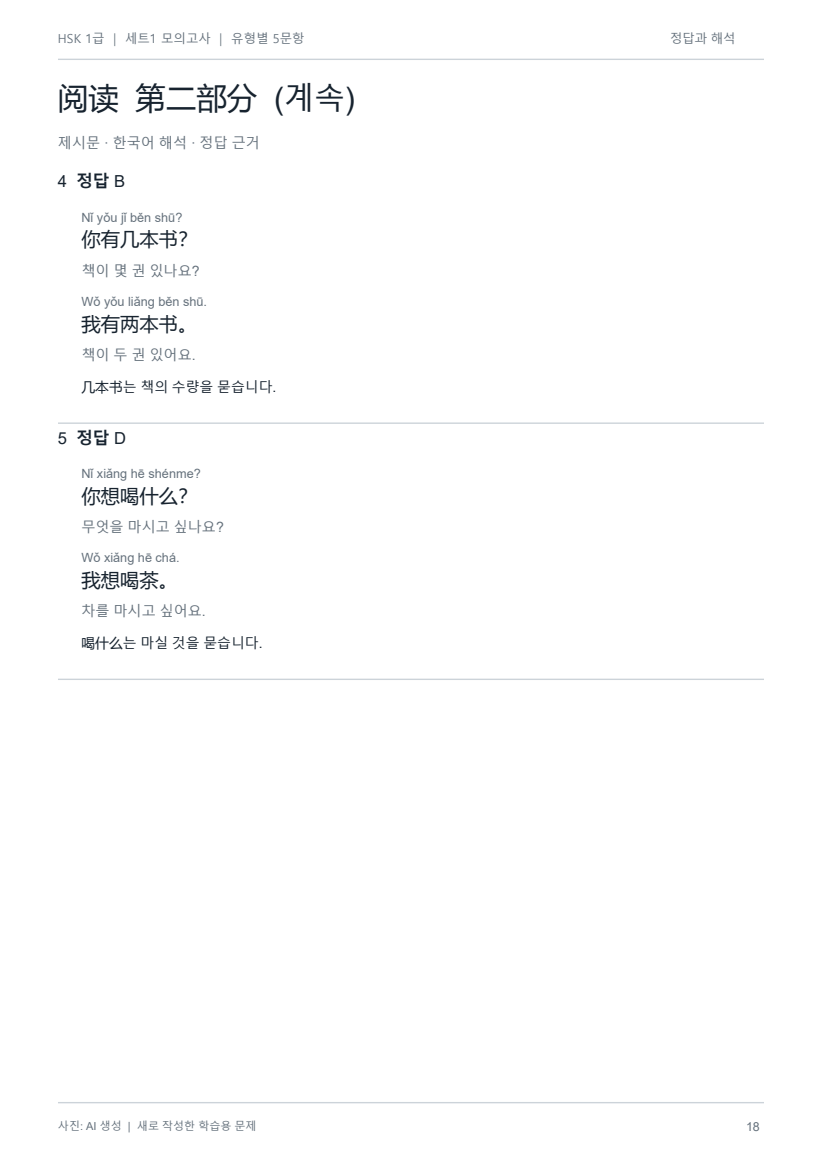 HSK 1급 | 세트1 모의고사 | 유형별 5문항 정답과 해석
阅读 第二部分 (계속)
제시문 · 한국어 해석 · 정답 근거
4 정답 B
Nǐ yǒu jǐ běn shū?
你有几本书？
책이 몇 권 있나요?
Wǒ yǒu liǎng běn shū.
我有两本书。
책이 두 권 있어요.
几本书는 책의 수량을 묻습니다.
5 정답 D
Nǐ xiǎng hē shénme?
你想喝什么？
무엇을 마시고 싶나요?
Wǒ xiǎng hē chá.
我想喝茶。
차를 마시고 싶어요.
喝什么는 마실 것을 묻습니다.
사진: AI 생성 | 새로 작성한 학습용 문제 18